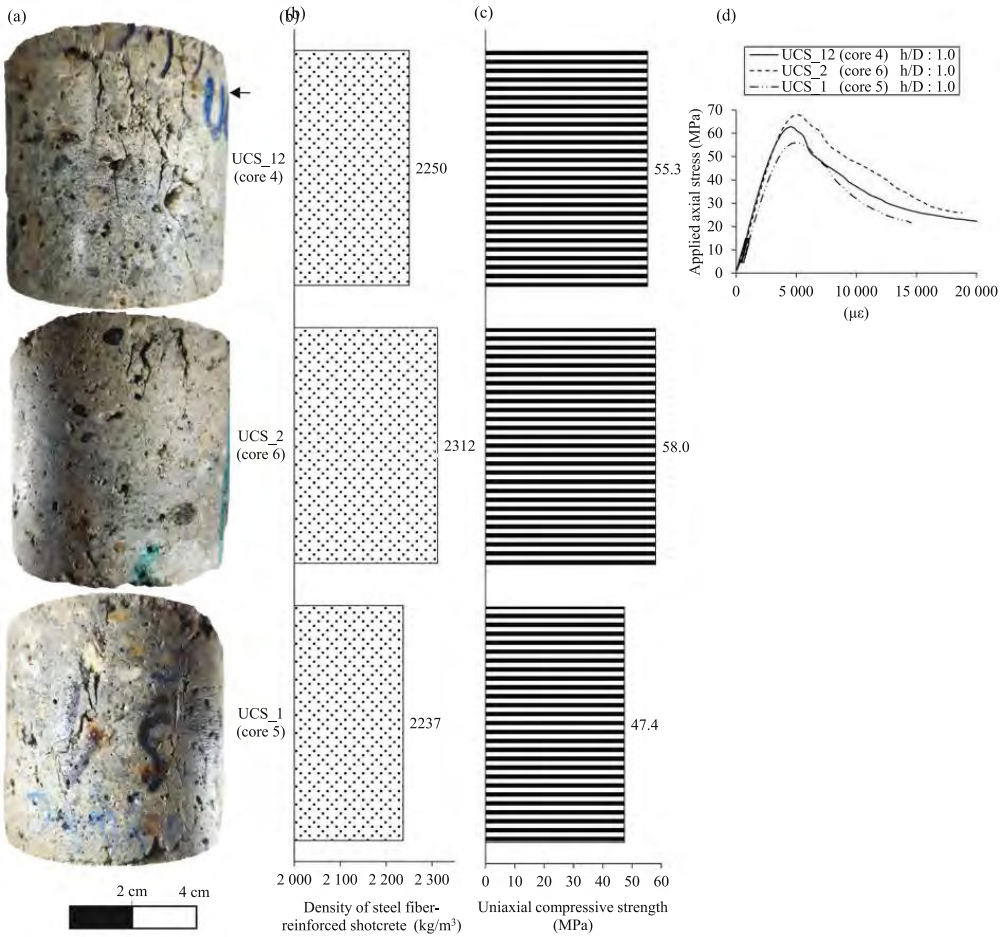 (a)
(b)
(c)
(d)
UCS_12 (core 4) h/D : 1.0
UCS_2 (core 6) h/D : 1.0
UCS_1 (core 5) h/D : 1.0
Applied axial stress (MPa)
70
60
50
40
30
20
10
0
0 5 000 10 000 15 000 20 000
(με)
UCS_12
(core 4)
2250
55.3
UCS_2
(core 6)
2312
58.0
UCS_1
(core 5)
2237
47.4
2 cm 4 cm
2 000 2 100 2 200 2 300
Density of steel fiber-
reinforced shotcrete (kg/m³)
0 10 20 30 40 50 60
Uniaxial compressive strength
(MPa)